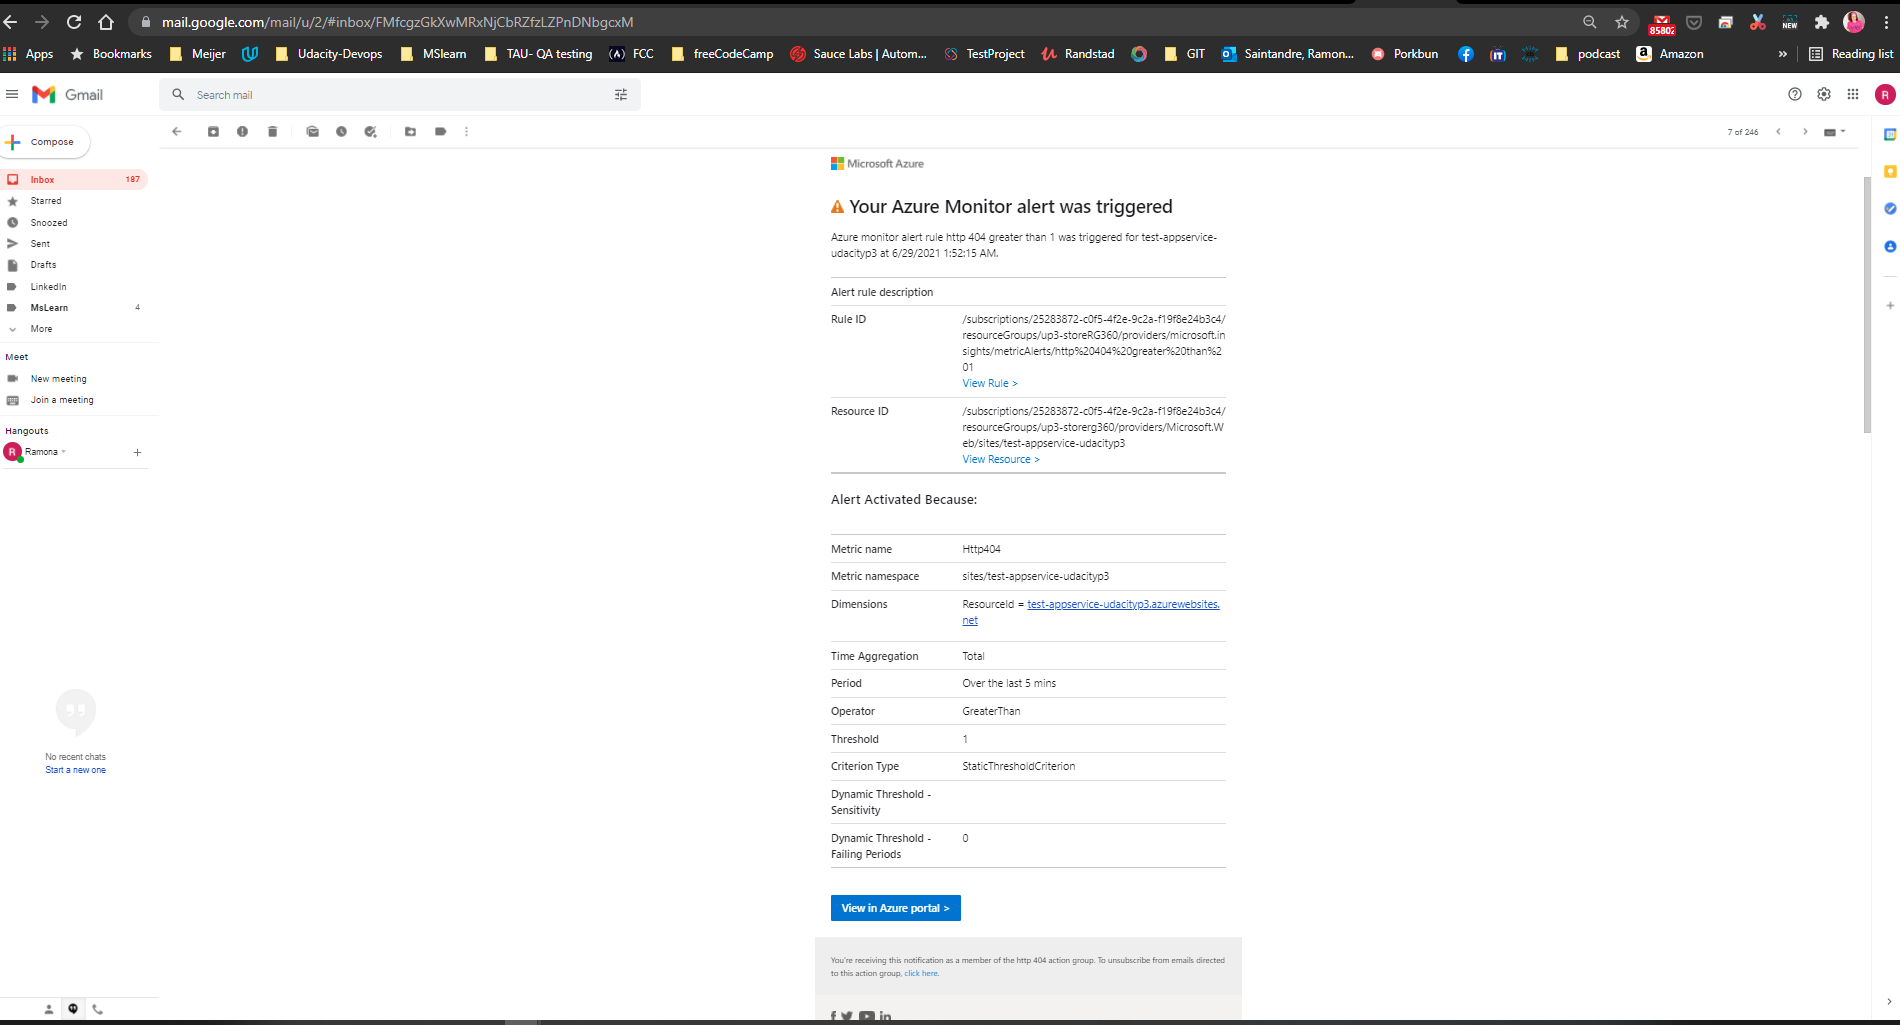 mail.google.com/mail/u/2/#inbox/FMfcgzGkXwMRxNjCbRZfzLZPnDNbgcxM
85802
NEW
Apps
Bookmarks
Meijer
Udacity-Devops
MSlearn
TAU- QA testing
FCC
freeCodeCamp
Sauce Labs | Autom...
TestProject
Randstad
GIT
Saintandre, Ramon...
Porkbun
podcast
Amazon
»
Reading list
Gmail
Search mail
R
Compose
7 of 246
Inbox 187
Starred
Snoozed
Sent
Drafts
LinkedIn
MsLearn 4
More
Meet
New meeting
Join a meeting
Hangouts
R Ramona
No recent chats
Start a new one
Microsoft Azure
Your Azure Monitor alert was triggered
Azure monitor alert rule http 404 greater than 1 was triggered for test-appservice-
udacityp3 at 6/29/2021 1:52:15 AM.
Alert rule description
Rule ID /subscriptions/25283872-c0f5-4f2e-9c2a-f19f8e24b3c4/
resourceGroups/up3-storeRG360/providers/microsoft.in
sights/metricAlerts/http%20404%20greater%20than%2
01
View Rule >
Resource ID /subscriptions/25283872-c0f5-4f2e-9c2a-f19f8e24b3c4/
resourceGroups/up3-storerg360/providers/Microsoft.W
eb/sites/test-appservice-udacityp3
View Resource >
Alert Activated Because:
Metric name Http404
Metric namespace sites/test-appservice-udacityp3
Dimensions ResourceId = test-appservice-udacityp3.azurewebsites.
net
Time Aggregation Total
Period Over the last 5 mins
Operator GreaterThan
Threshold 1
Criterion Type StaticThresholdCriterion
Dynamic Threshold -
Sensitivity
Dynamic Threshold - 0
Failing Periods
View in Azure portal >
You're receiving this notification as a member of the http 404 action group. To unsubscribe from emails directed
to this action group, click here.